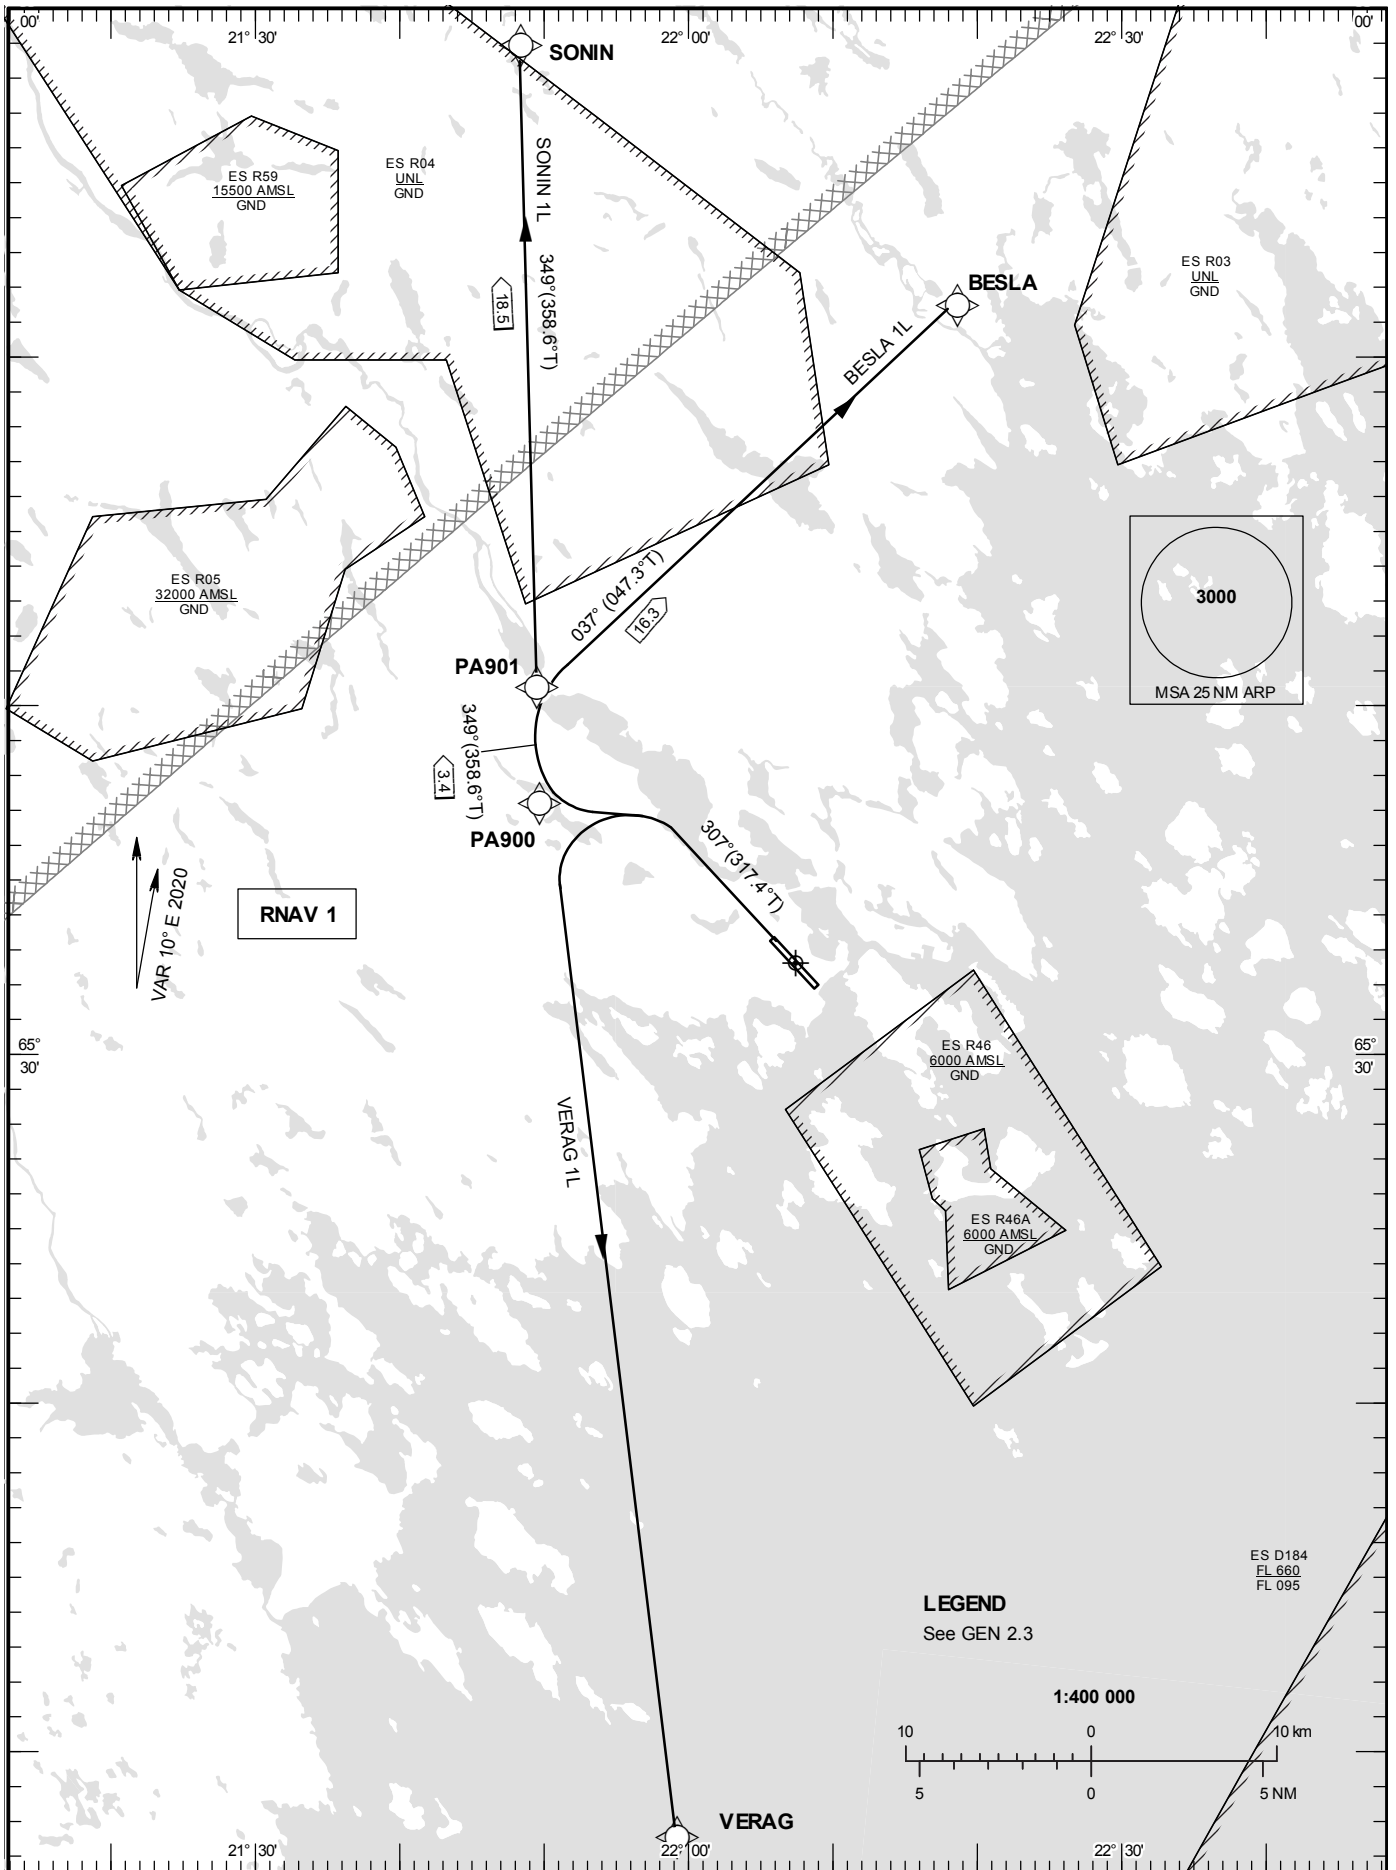 00'
21° 30'
22° 00'
22° 30'
00'
SONIN
SONIN 1L
349°(358.6°T)
18.5
ES R59
15500 AMSL
GND
ES R04
UNL
GND
ES R03
UNL
GND
BESLA
BESLA 1L
037° (047.3°T)
16.3
ES R05
32000 AMSL
GND
3000
MSA 25 NM ARP
PA901
349°(358.6°T)
3.4
PA900
307°(317.4°T)
VAR 10° E 2020
RNAV 1
65°
30'
65°
30'
ES R46
6000 AMSL
GND
VERAG 1L
ES R46A
6000 AMSL
GND
ES D184
FL 660
FL 095
LEGEND
See GEN 2.3
1:400 000
10
0
10 km
5
0
5 NM
VERAG
21° 30'
22° 00'
22° 30'